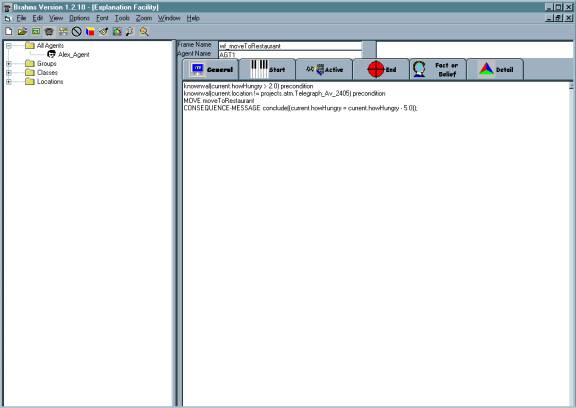 Brahms Version 1.2.10 - [Explanation Facility]
File Edit View Options Font Tools Zoom Window Help
All Agents
Alex_Agent
Groups
Classes
Locations
Frame Name wf_moveToRestaurant
Agent Name AGT1
General Start Active End Fact or Belief Detail
knownval(current.howHungry > 2.0) precondition
knownval(current.location != projects.atm.Telegraph_Av_2405) precondition
MOVE moveToRestaurant
CONSEQUENCE-MESSAGE conclude((current.howHungry = current.howHungry - 5.0));